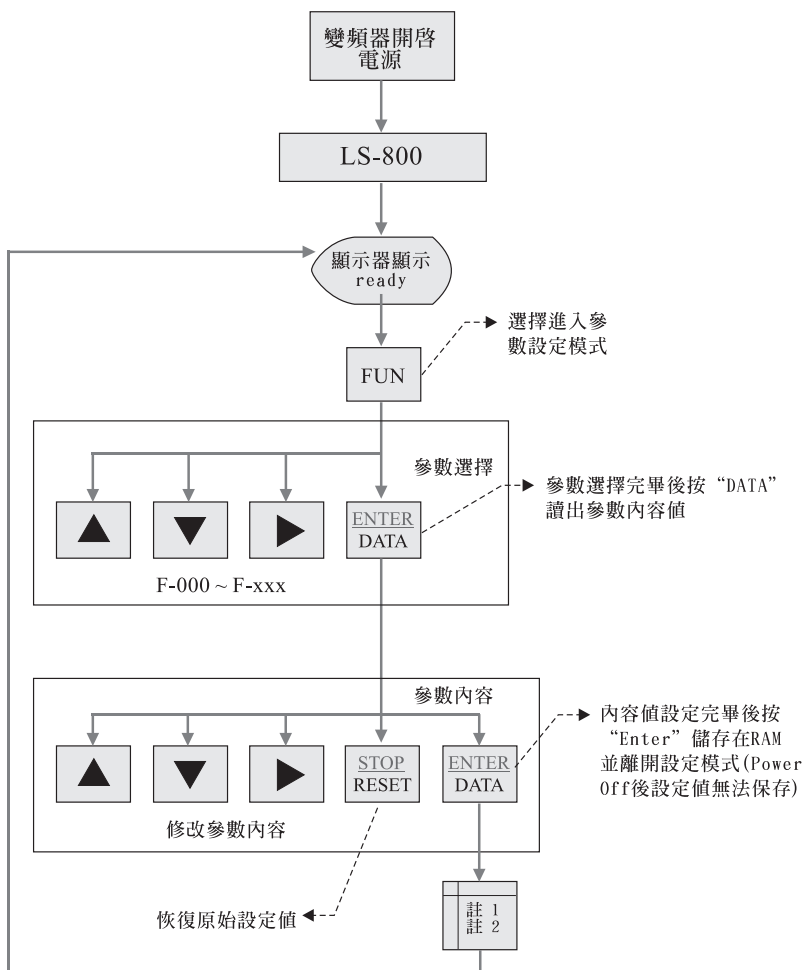 變頻器開啓
電源
LS-800
顯示器顯示
ready
選擇進入參
數設定模式
FUN
參數選擇
ENTER
DATA
參數選擇完畢後按“DATA”
讀出參數內容值
F-000 ~ F-xxx
參數內容
STOP
RESET
ENTER
DATA
內容值設定完畢後按
“Enter”儲存在RAM
並離開設定模式(Power
Off後設定值無法保存)
修改參數內容
恢復原始設定值
註 1
註 2